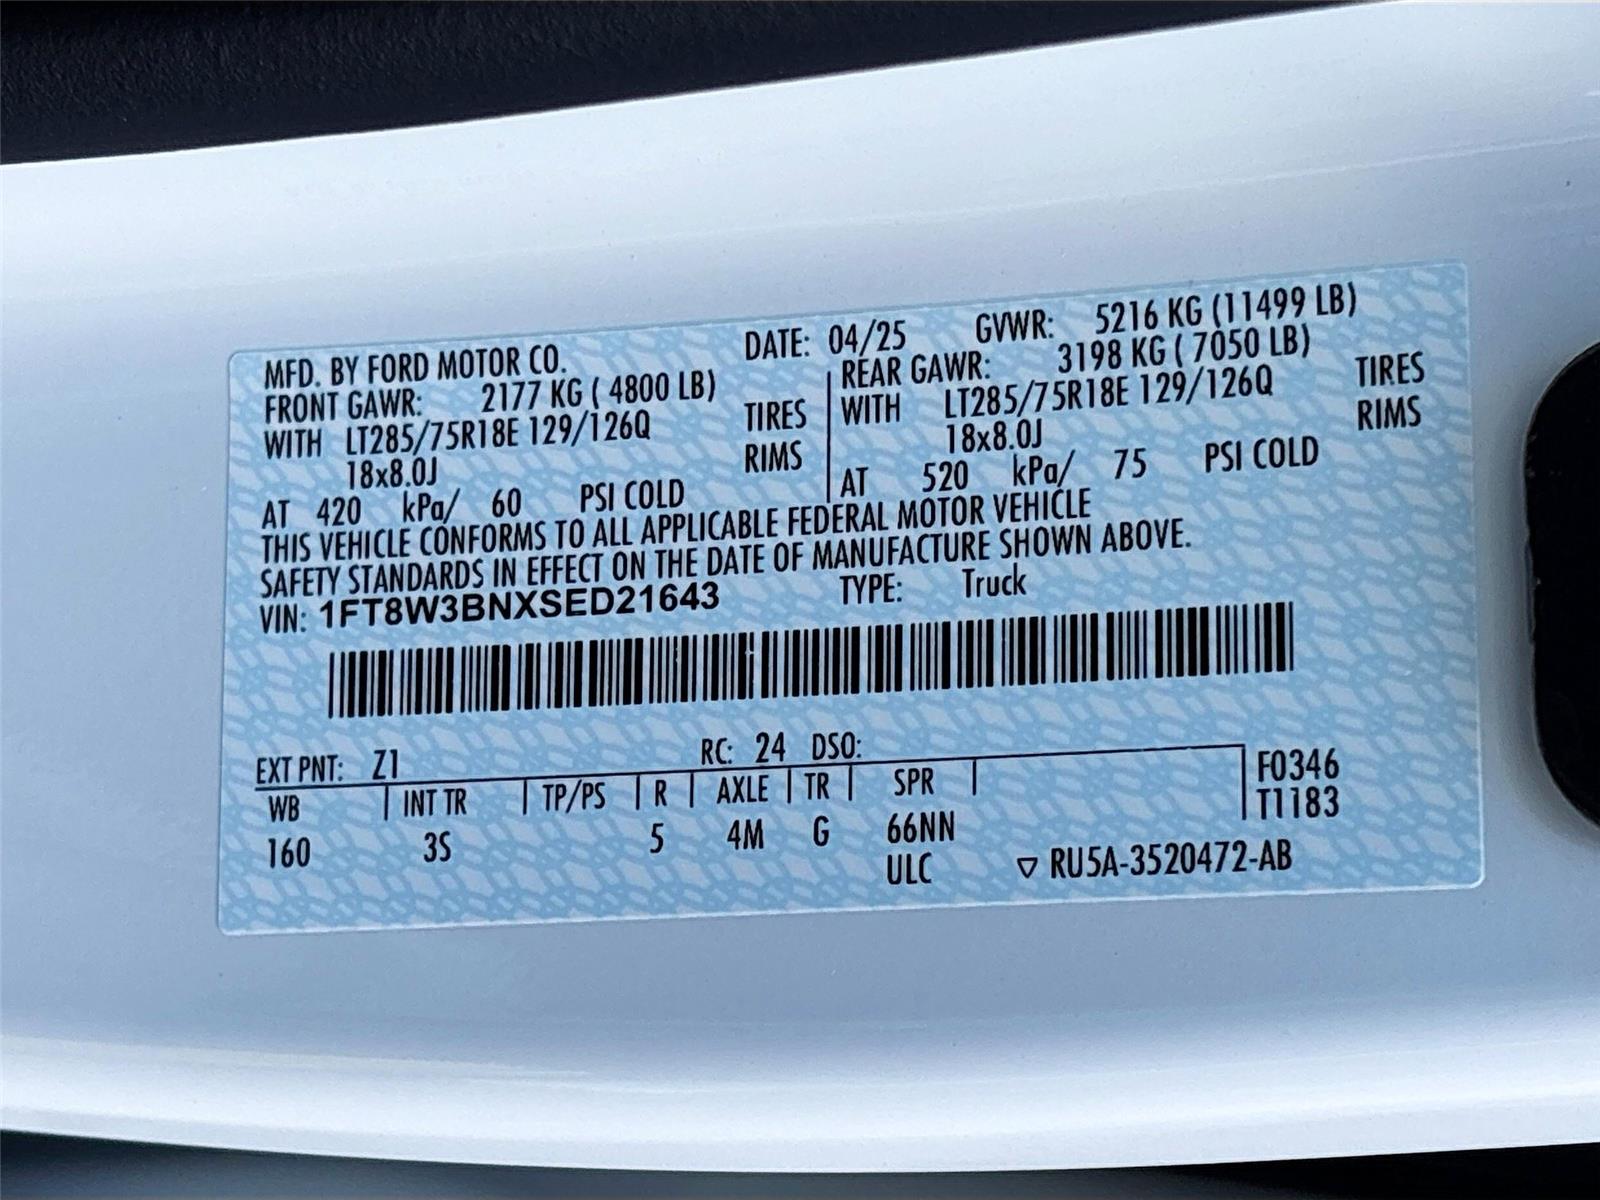 MFD. BY FORD MOTOR CO. DATE: 04/25 GVWR: 5216 KG (11499 LB)
FRONT GAWR: 2177 KG ( 4800 LB) REAR GAWR: 3198 KG ( 7050 LB)
WITH LT285/75R18E 129/126Q TIRES WITH LT285/75R18E 129/126Q TIRES
18x8.0J RIMS 18x8.0J RIMS
AT 420 kPa/ 60 PSI COLD AT 520 kPa/ 75 PSI COLD
THIS VEHICLE CONFORMS TO ALL APPLICABLE FEDERAL MOTOR VEHICLE
SAFETY STANDARDS IN EFFECT ON THE DATE OF MANUFACTURE SHOWN ABOVE.
VIN: 1FT8W3BNXSED21643 TYPE: Truck
EXT PNT: Z1 RC: 24 DSO:
WB INT TR TP/PS R AXLE TR SPR F0346
T1183
160 3S 5 4M G 66NN
ULC ▽ RU5A-3520472-AB